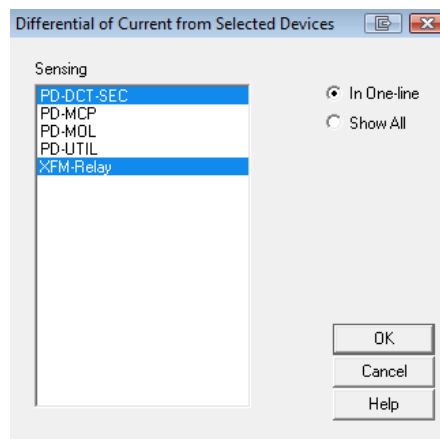 Differential of Current from Selected Devices
Sensing
PD-DCT-SEC
PD-MCP
PD-MOL
PD-UTIL
XFM-Relay
In One-line
Show All
OK
Cancel
Help